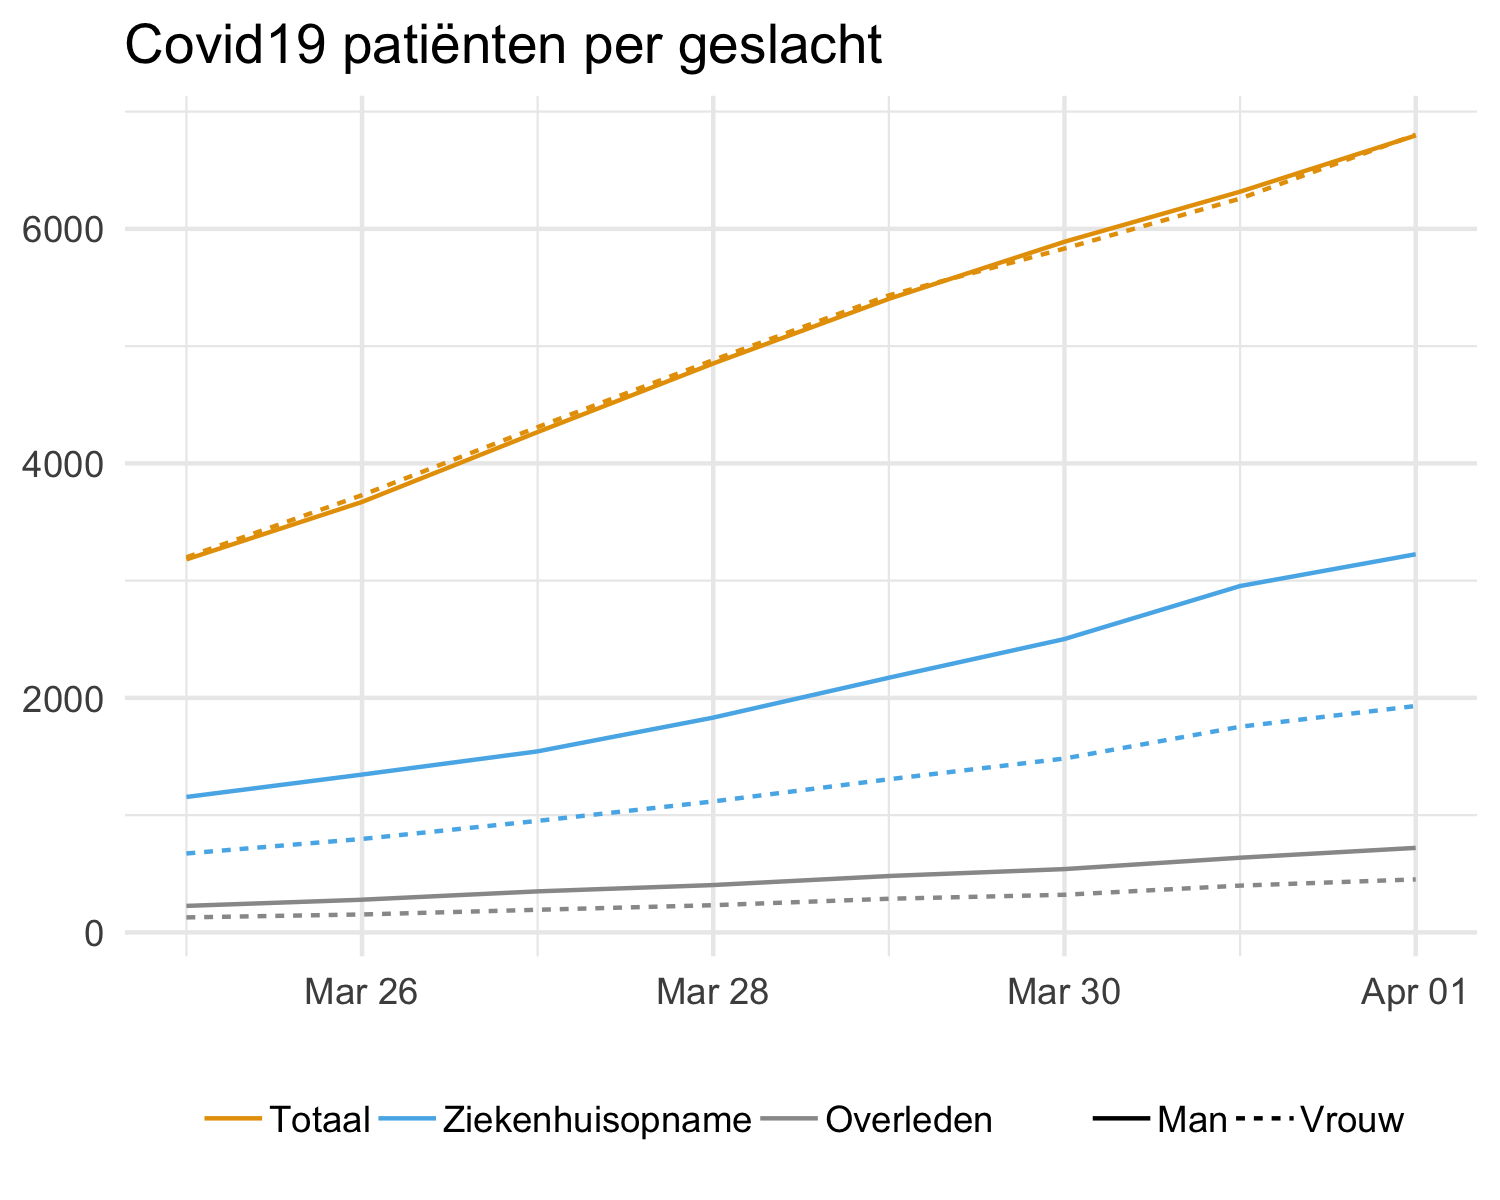 Covid19 patiënten per geslacht
6000
4000
2000
0
Mar 26 Mar 28 Mar 30 Apr 01
Totaal Ziekenhuisopname Overleden Man Vrouw